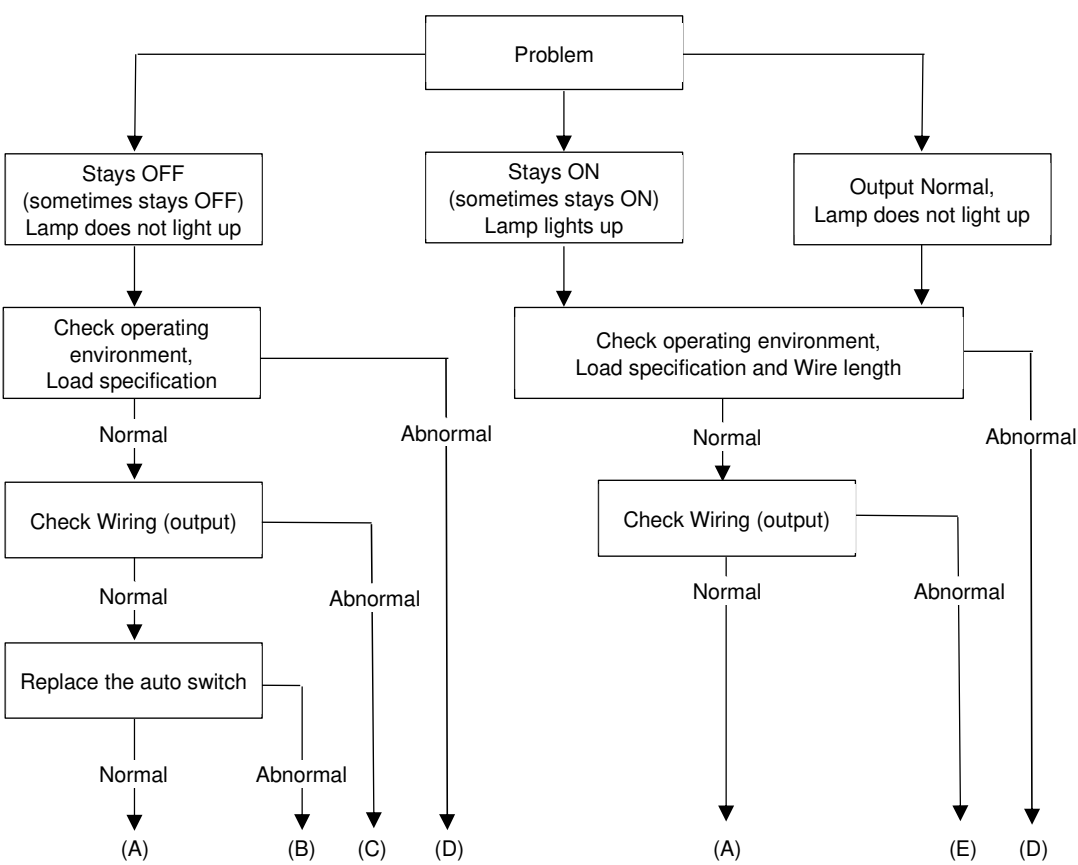 Problem
Stays OFF
(sometimes stays OFF)
Lamp does not light up
Stays ON
(sometimes stays ON)
Lamp lights up
Output Normal,
Lamp does not light up
Check operating
environment,
Load specification
Check operating environment,
Load specification and Wire length
Normal
Abnormal
Normal
Abnormal
Check Wiring (output)
Check Wiring (output)
Normal
Abnormal
Normal
Abnormal
Replace the auto switch
Normal
Abnormal
(A)
(B)
(C)
(D)
(A)
(E)
(D)